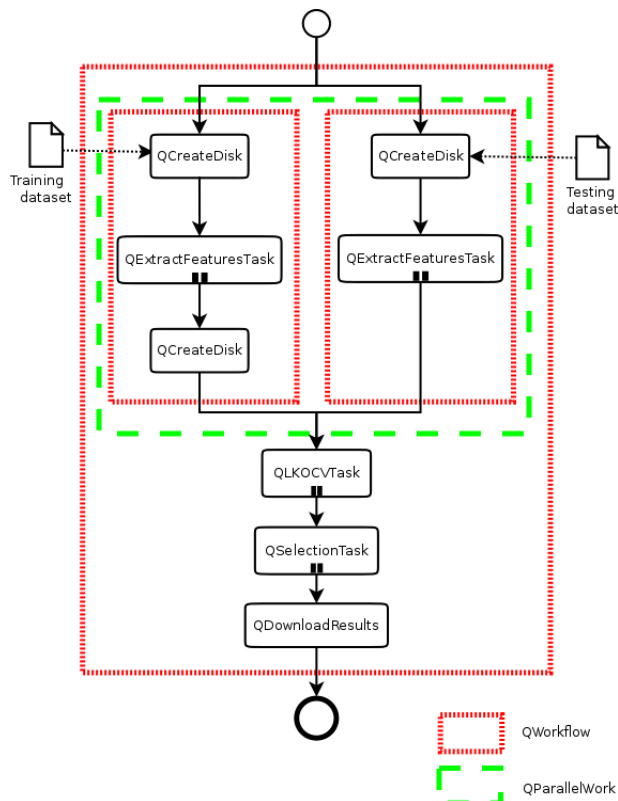 QCreateDisk
QCreateDisk
Training
dataset
Testing
dataset
QExtractFeaturesTask
QExtractFeaturesTask
QCreateDisk
QLKOCVTask
QSelectionTask
QDownloadResults
QWorkflow
QParallelWork